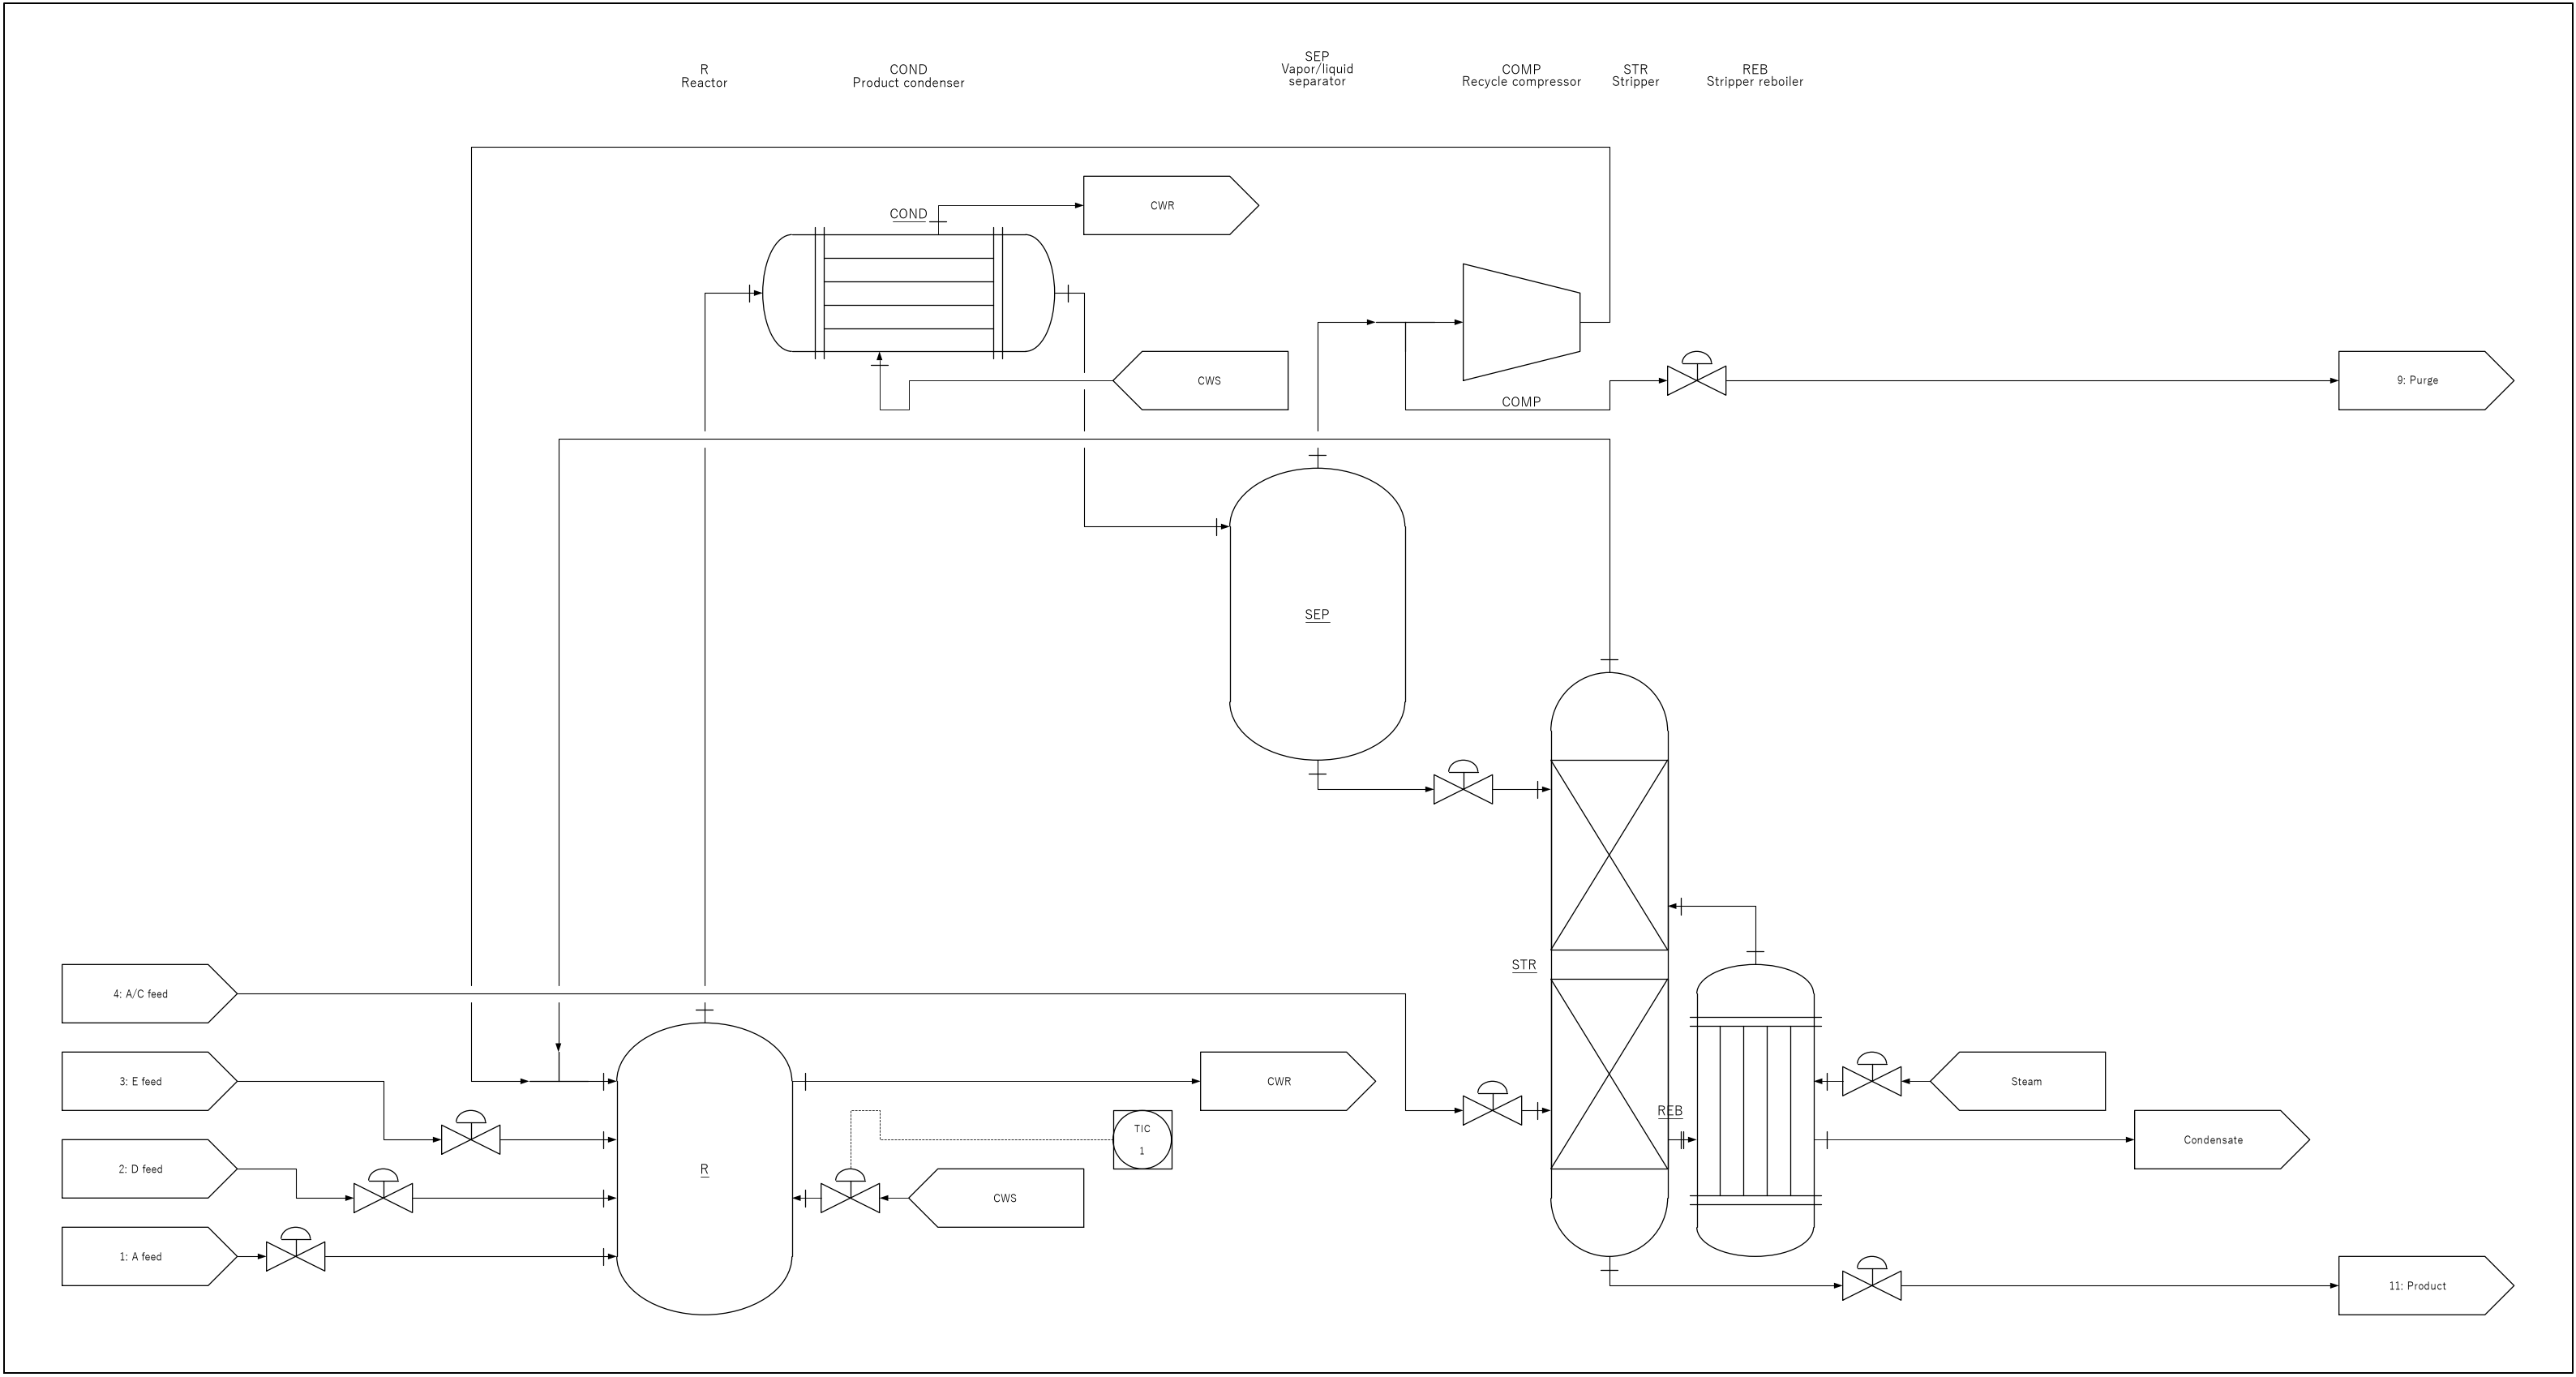 R
Reactor
COND
Product condenser
SEP
Vapor/liquid
separator
COMP
Recycle compressor
STR
Stripper
REB
Stripper reboiler
COND
CWR
CWS
COMP
9: Purge
SEP
STR
4: A/C feed
3: E feed
2: D feed
1: A feed
R
CWR
TIC
1
CWS
REB
Steam
Condensate
11: Product